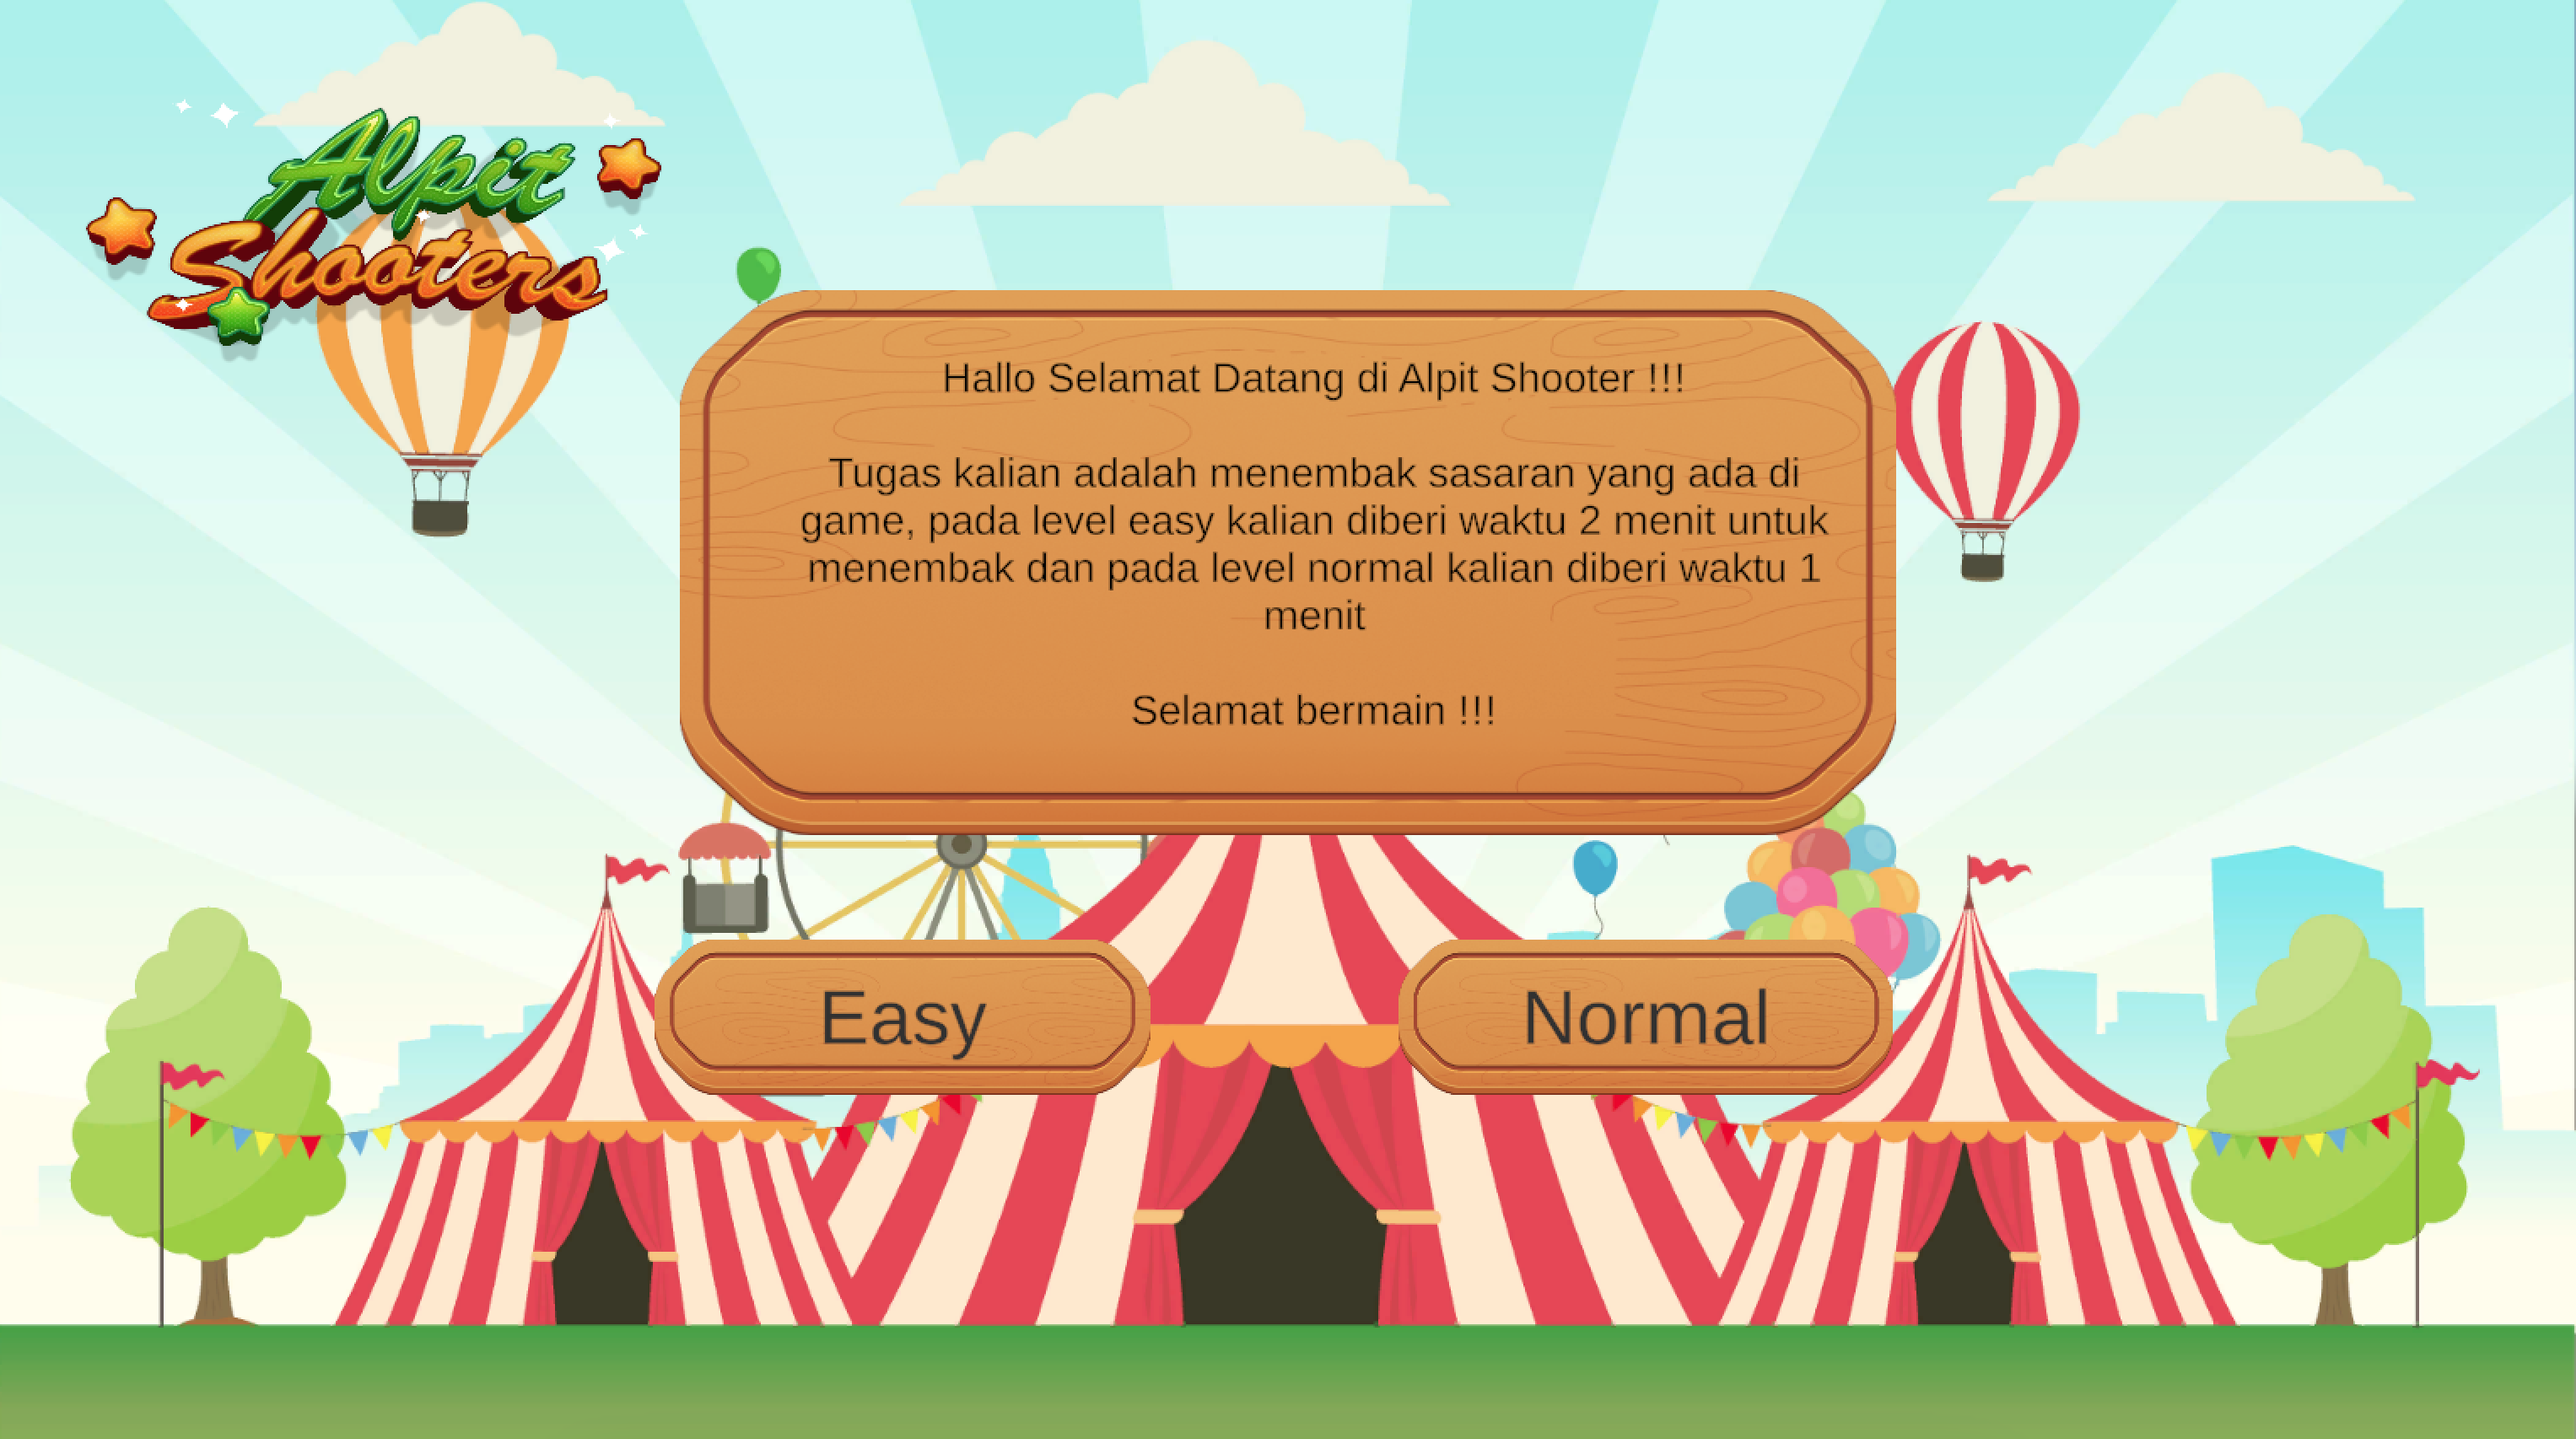 Alpit
Shooters
Hallo Selamat Datang di Alpit Shooter !!!
Tugas kalian adalah menembak sasaran yang ada di
game, pada level easy kalian diberi waktu 2 menit untuk
menembak dan pada level normal kalian diberi waktu 1
menit
Selamat bermain !!!
Easy
Normal